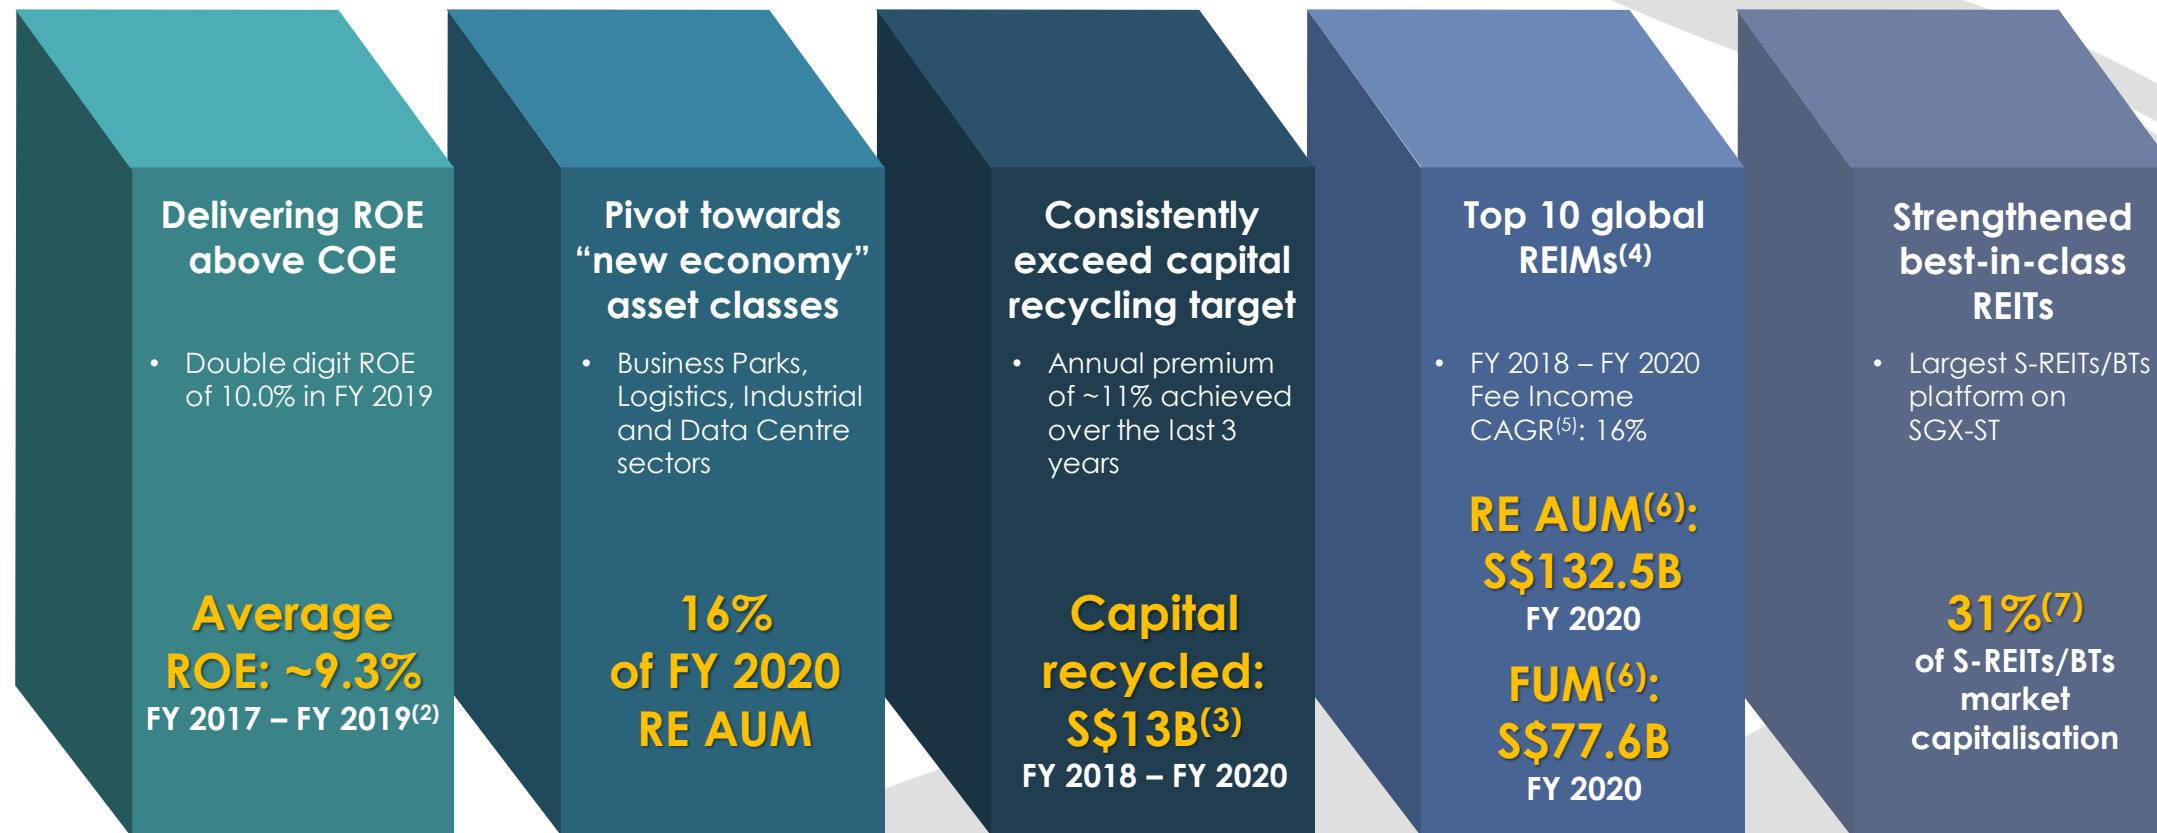 Delivering ROE
above COE
• Double digit ROE
of 10.0% in FY 2019
Average
ROE: ~9.3%
FY 2017 – FY 2019(2)
Pivot towards
“new economy”
asset classes
• Business Parks,
Logistics, Industrial
and Data Centre
sectors
16%
of FY 2020
RE AUM
Consistently
exceed capital
recycling target
• Annual premium
of ~11% achieved
over the last 3
years
Capital
recycled:
S$13B(3)
FY 2018 – FY 2020
Top 10 global
REIMs(4)
• FY 2018 – FY 2020
Fee Income
CAGR(5): 16%
RE AUM(6):
S$132.5B
FY 2020
FUM(6):
S$77.6B
FY 2020
Strengthened
best-in-class
REITs
• Largest S-REITs/BTs
platform on
SGX-ST
31%(7)
of S-REITs/BTs
market
capitalisation